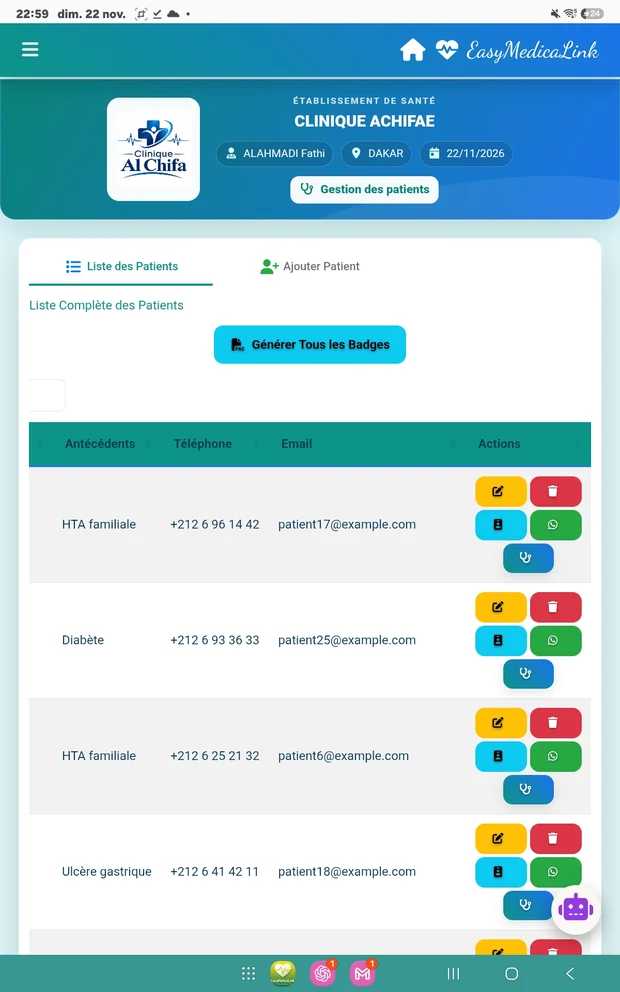 22:59 dim. 22 nov.
24
EasyMedicaLink
ÉTABLISSEMENT DE SANTÉ
CLINIQUE ACHIFAE
Clinique
Al Chifa
ALAHMADI Fathi DAKAR 22/11/2026
Gestion des patients
Liste des Patients Ajouter Patient
Liste Complète des Patients
Générer Tous les Badges
Antécédents Téléphone Email Actions
HTA familiale +212 6 96 14 42 patient17@example.com
Diabète +212 6 93 36 33 patient25@example.com
HTA familiale +212 6 25 21 32 patient6@example.com
Ulcère gastrique +212 6 41 42 11 patient18@example.com
1 1